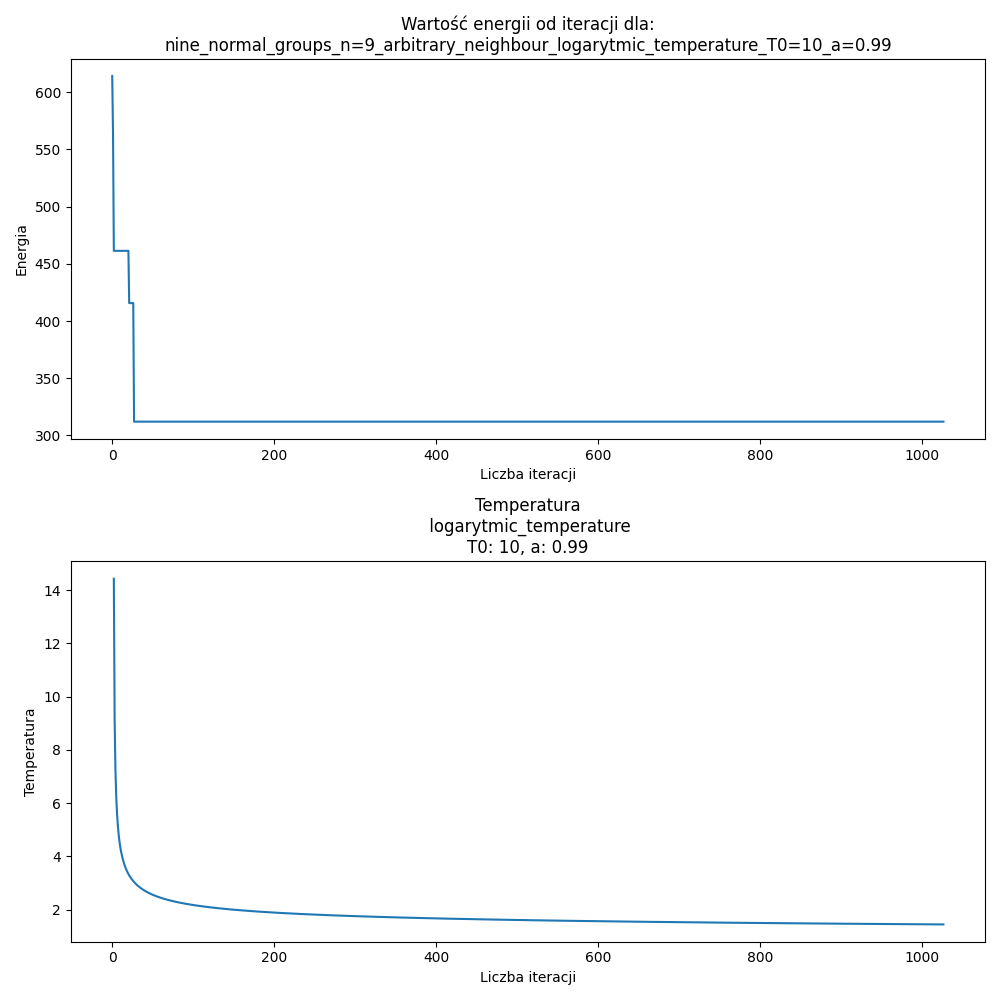 Wartość energii od iteracji dla:
nine_normal_groups_n=9_arbitrary_neighbour_logarytmic_temperature_T0=10_a=0.99
600
550
500
450
400
350
300
Energia
0 200 400 600 800 1000
Liczba iteracji
Temperatura
logarytmic_temperature
T0: 10, a: 0.99
14
12
10
8
6
4
2
Temperatura
0 200 400 600 800 1000
Liczba iteracji